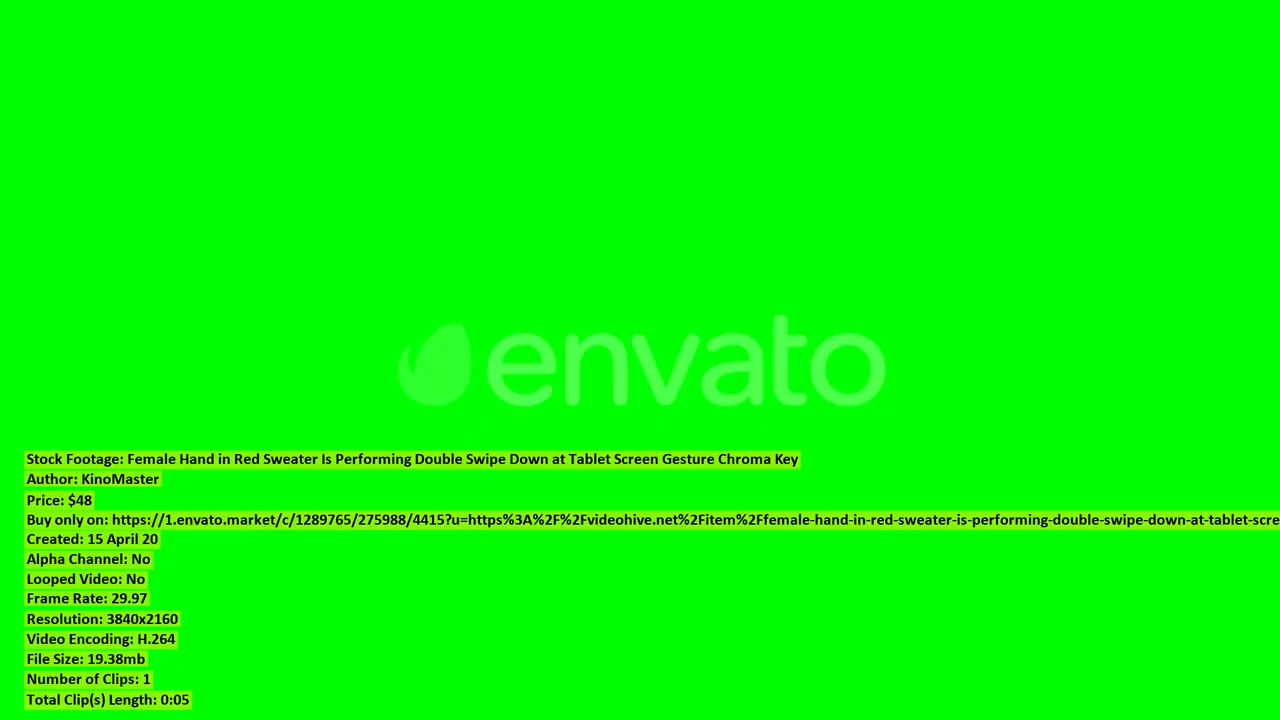 envato
Stock Footage: Female Hand in Red Sweater Is Performing Double Swipe Down at Tablet Screen Gesture Chroma Key
Author: KinoMaster
Price: $48
Buy only on: https://1.envato.market/c/1289765/275988/4415?u=https%3A%2F%2Fvideohive.net%2Fitem%2Ffemale-hand-in-red-sweater-is-performing-double-swipe-down-at-tablet-scre
Created: 15 April 20
Alpha Channel: No
Looped Video: No
Frame Rate: 29.97
Resolution: 3840x2160
Video Encoding: H.264
File Size: 19.38mb
Number of Clips: 1
Total Clip(s) Length: 0:05